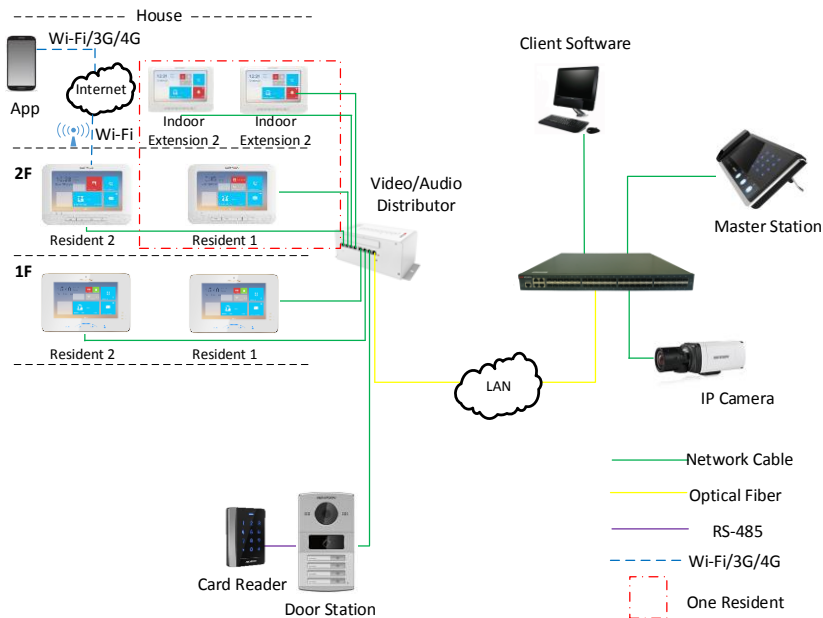 House
Wi-Fi/3G/4G
App
Internet
Wi-Fi
Indoor
Extension 2
Indoor
Extension 2
2F
Resident 2
Resident 1
1F
Resident 2
Resident 1
Video/Audio
Distributor
Client Software
Master Station
LAN
IP Camera
Card Reader
Door Station
Network Cable
Optical Fiber
RS-485
Wi-Fi/3G/4G
One Resident